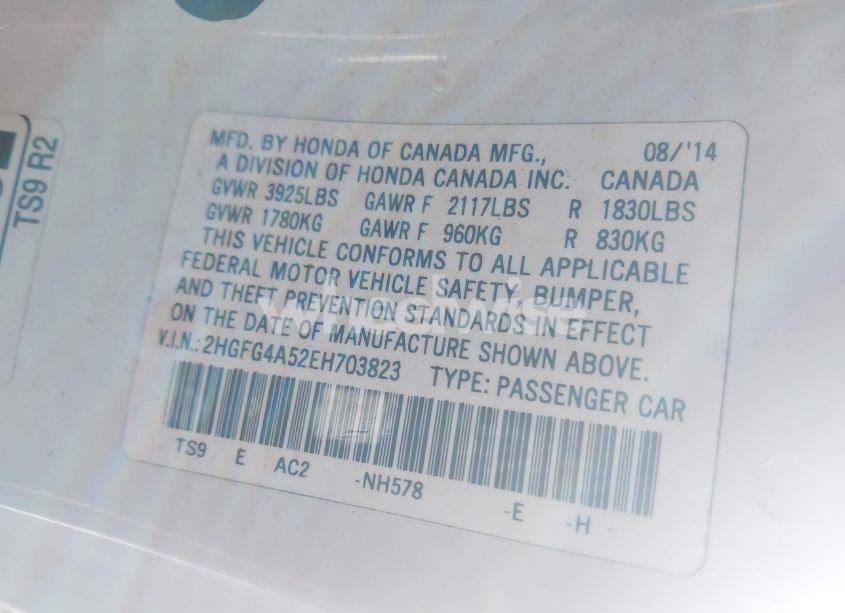 TS9 R2
MFD. BY HONDA OF CANADA MFG., 08/'14
A DIVISION OF HONDA CANADA INC. CANADA
GVWR 3925LBS GAWR F 2117LBS R 1830LBS
GVWR 1780KG GAWR F 960KG R 830KG
THIS VEHICLE CONFORMS TO ALL APPLICABLE
FEDERAL MOTOR VEHICLE SAFETY, BUMPER,
AND THEFT PREVENTION STANDARDS IN EFFECT
ON THE DATE OF MANUFACTURE SHOWN ABOVE.
V.I.N.: 2HGFG4A52EH703823 TYPE: PASSENGER CAR
TS9 E AC2 -NH578 -E -H
wheelwise